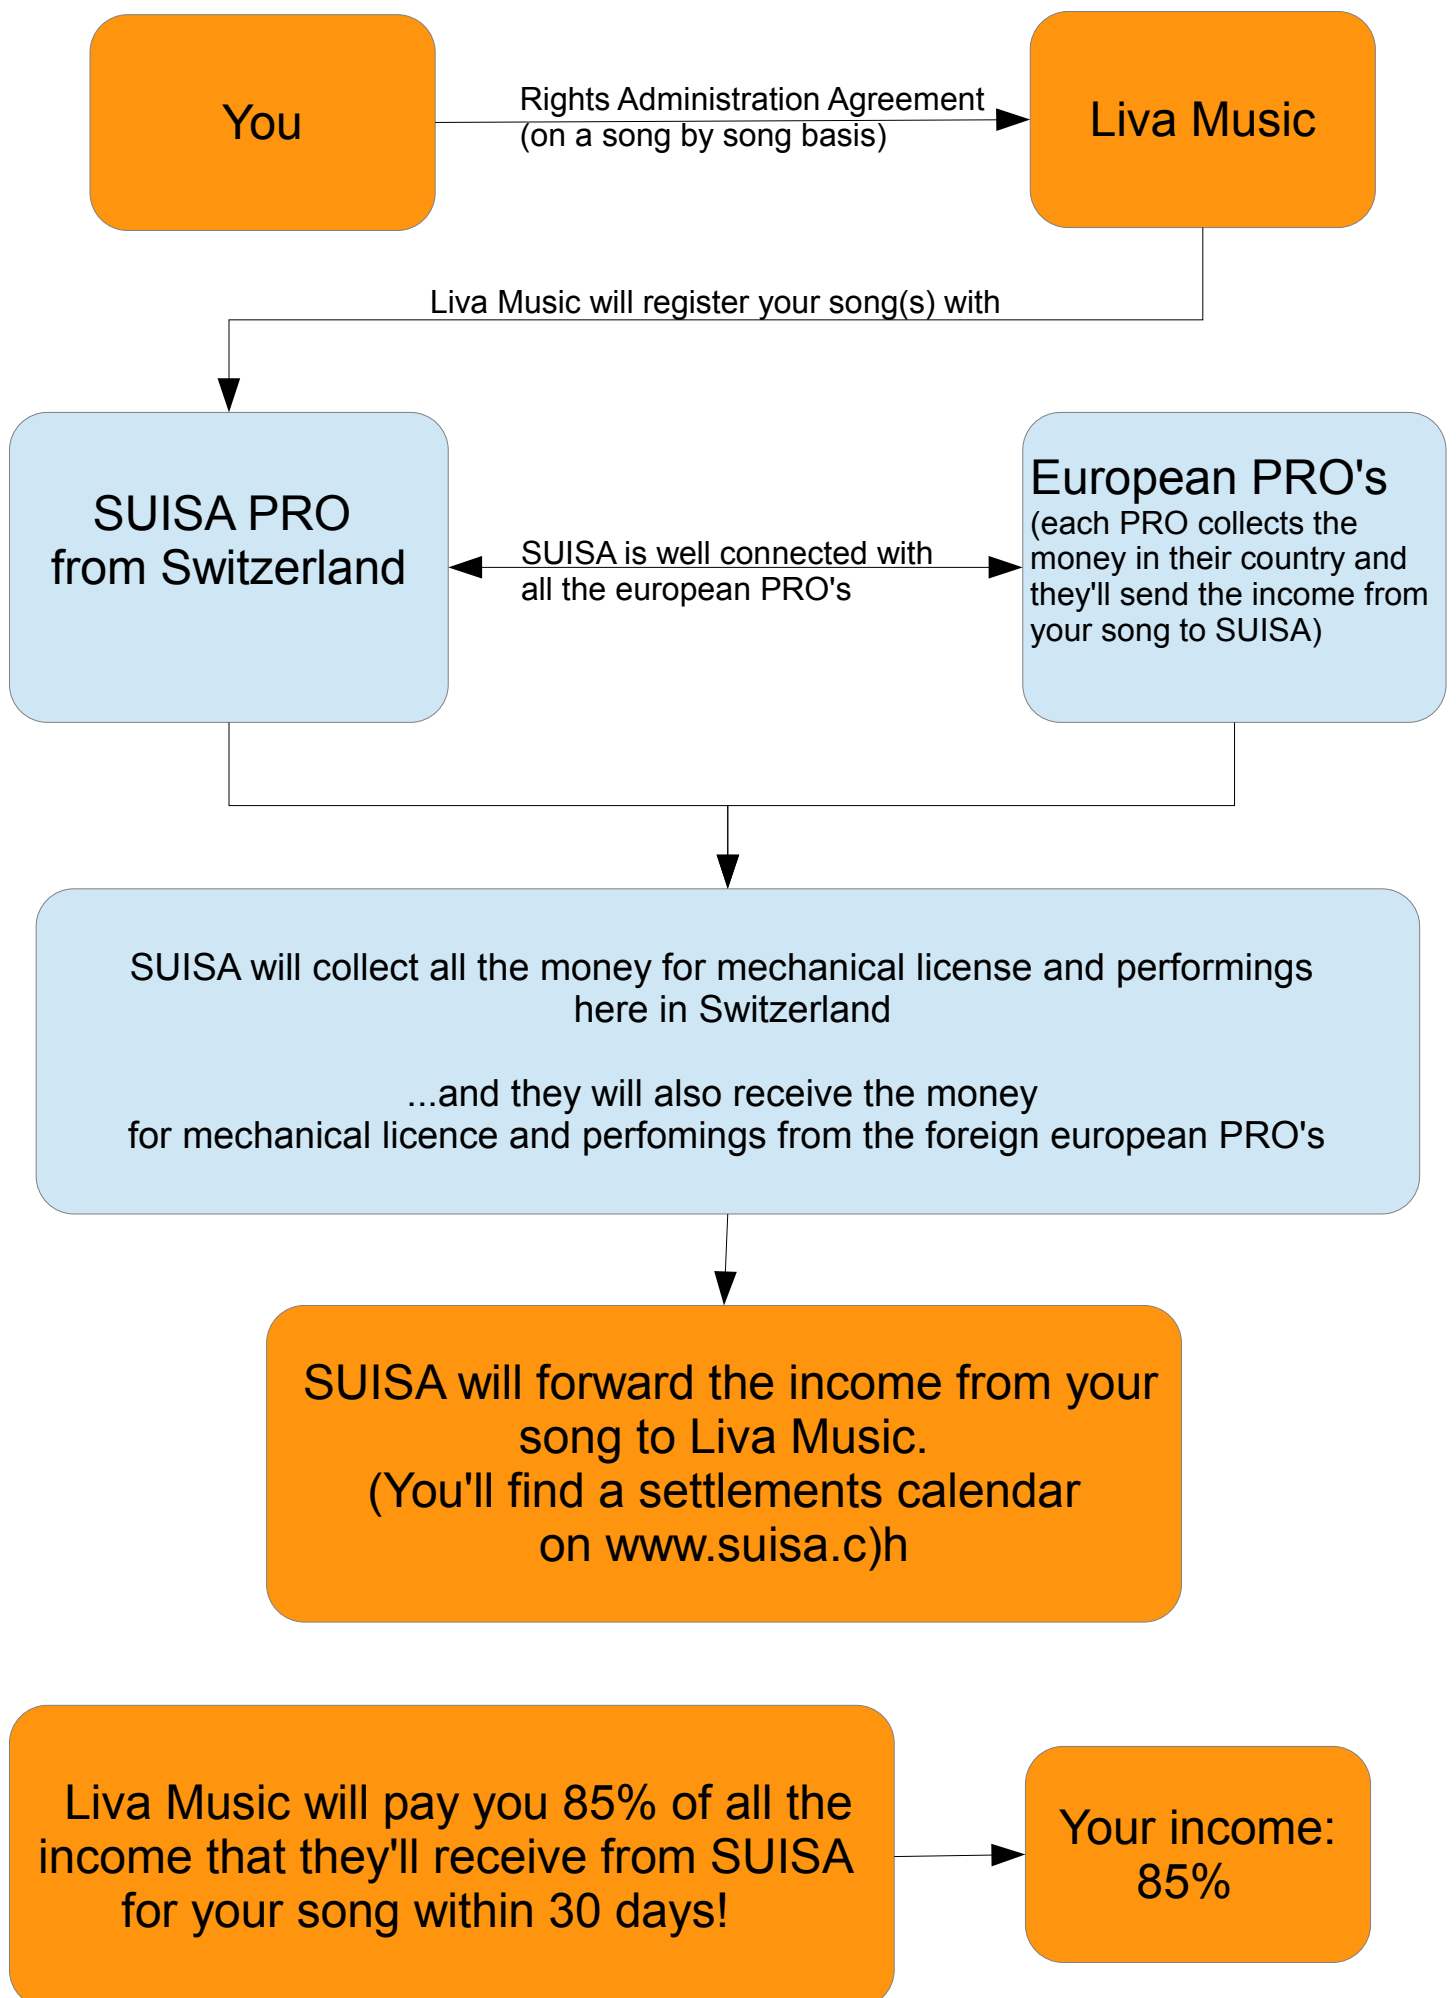 You
Rights Administration Agreement
(on a song by song basis)
Liva Music
Liva Music will register your song(s) with
SUISA PRO
from Switzerland
SUISA is well connected with
all the european PRO's
European PRO's
(each PRO collects the
money in their country and
they'll send the income from
your song to SUISA)
SUISA will collect all the money for mechanical license and performings
here in Switzerland
...and they will also receive the money
for mechanical licence and perfomings from the foreign european PRO's
SUISA will forward the income from your
song to Liva Music.
(You'll find a settlements calendar
on www.suisa.c)h
Liva Music will pay you 85% of all the
income that they'll receive from SUISA
for your song within 30 days!
Your income:
85%